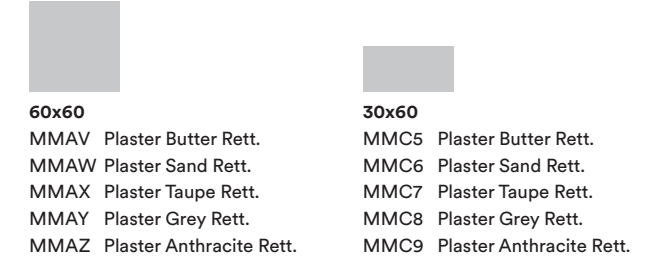 60x60
MMAV Plaster Butter Rett.
MMAW Plaster Sand Rett.
MMAX Plaster Taupe Rett.
MMAY Plaster Grey Rett.
MMAZ Plaster Anthracite Rett.
30x60
MMC5 Plaster Butter Rett.
MMC6 Plaster Sand Rett.
MMC7 Plaster Taupe Rett.
MMC8 Plaster Grey Rett.
MMC9 Plaster Anthracite Rett.